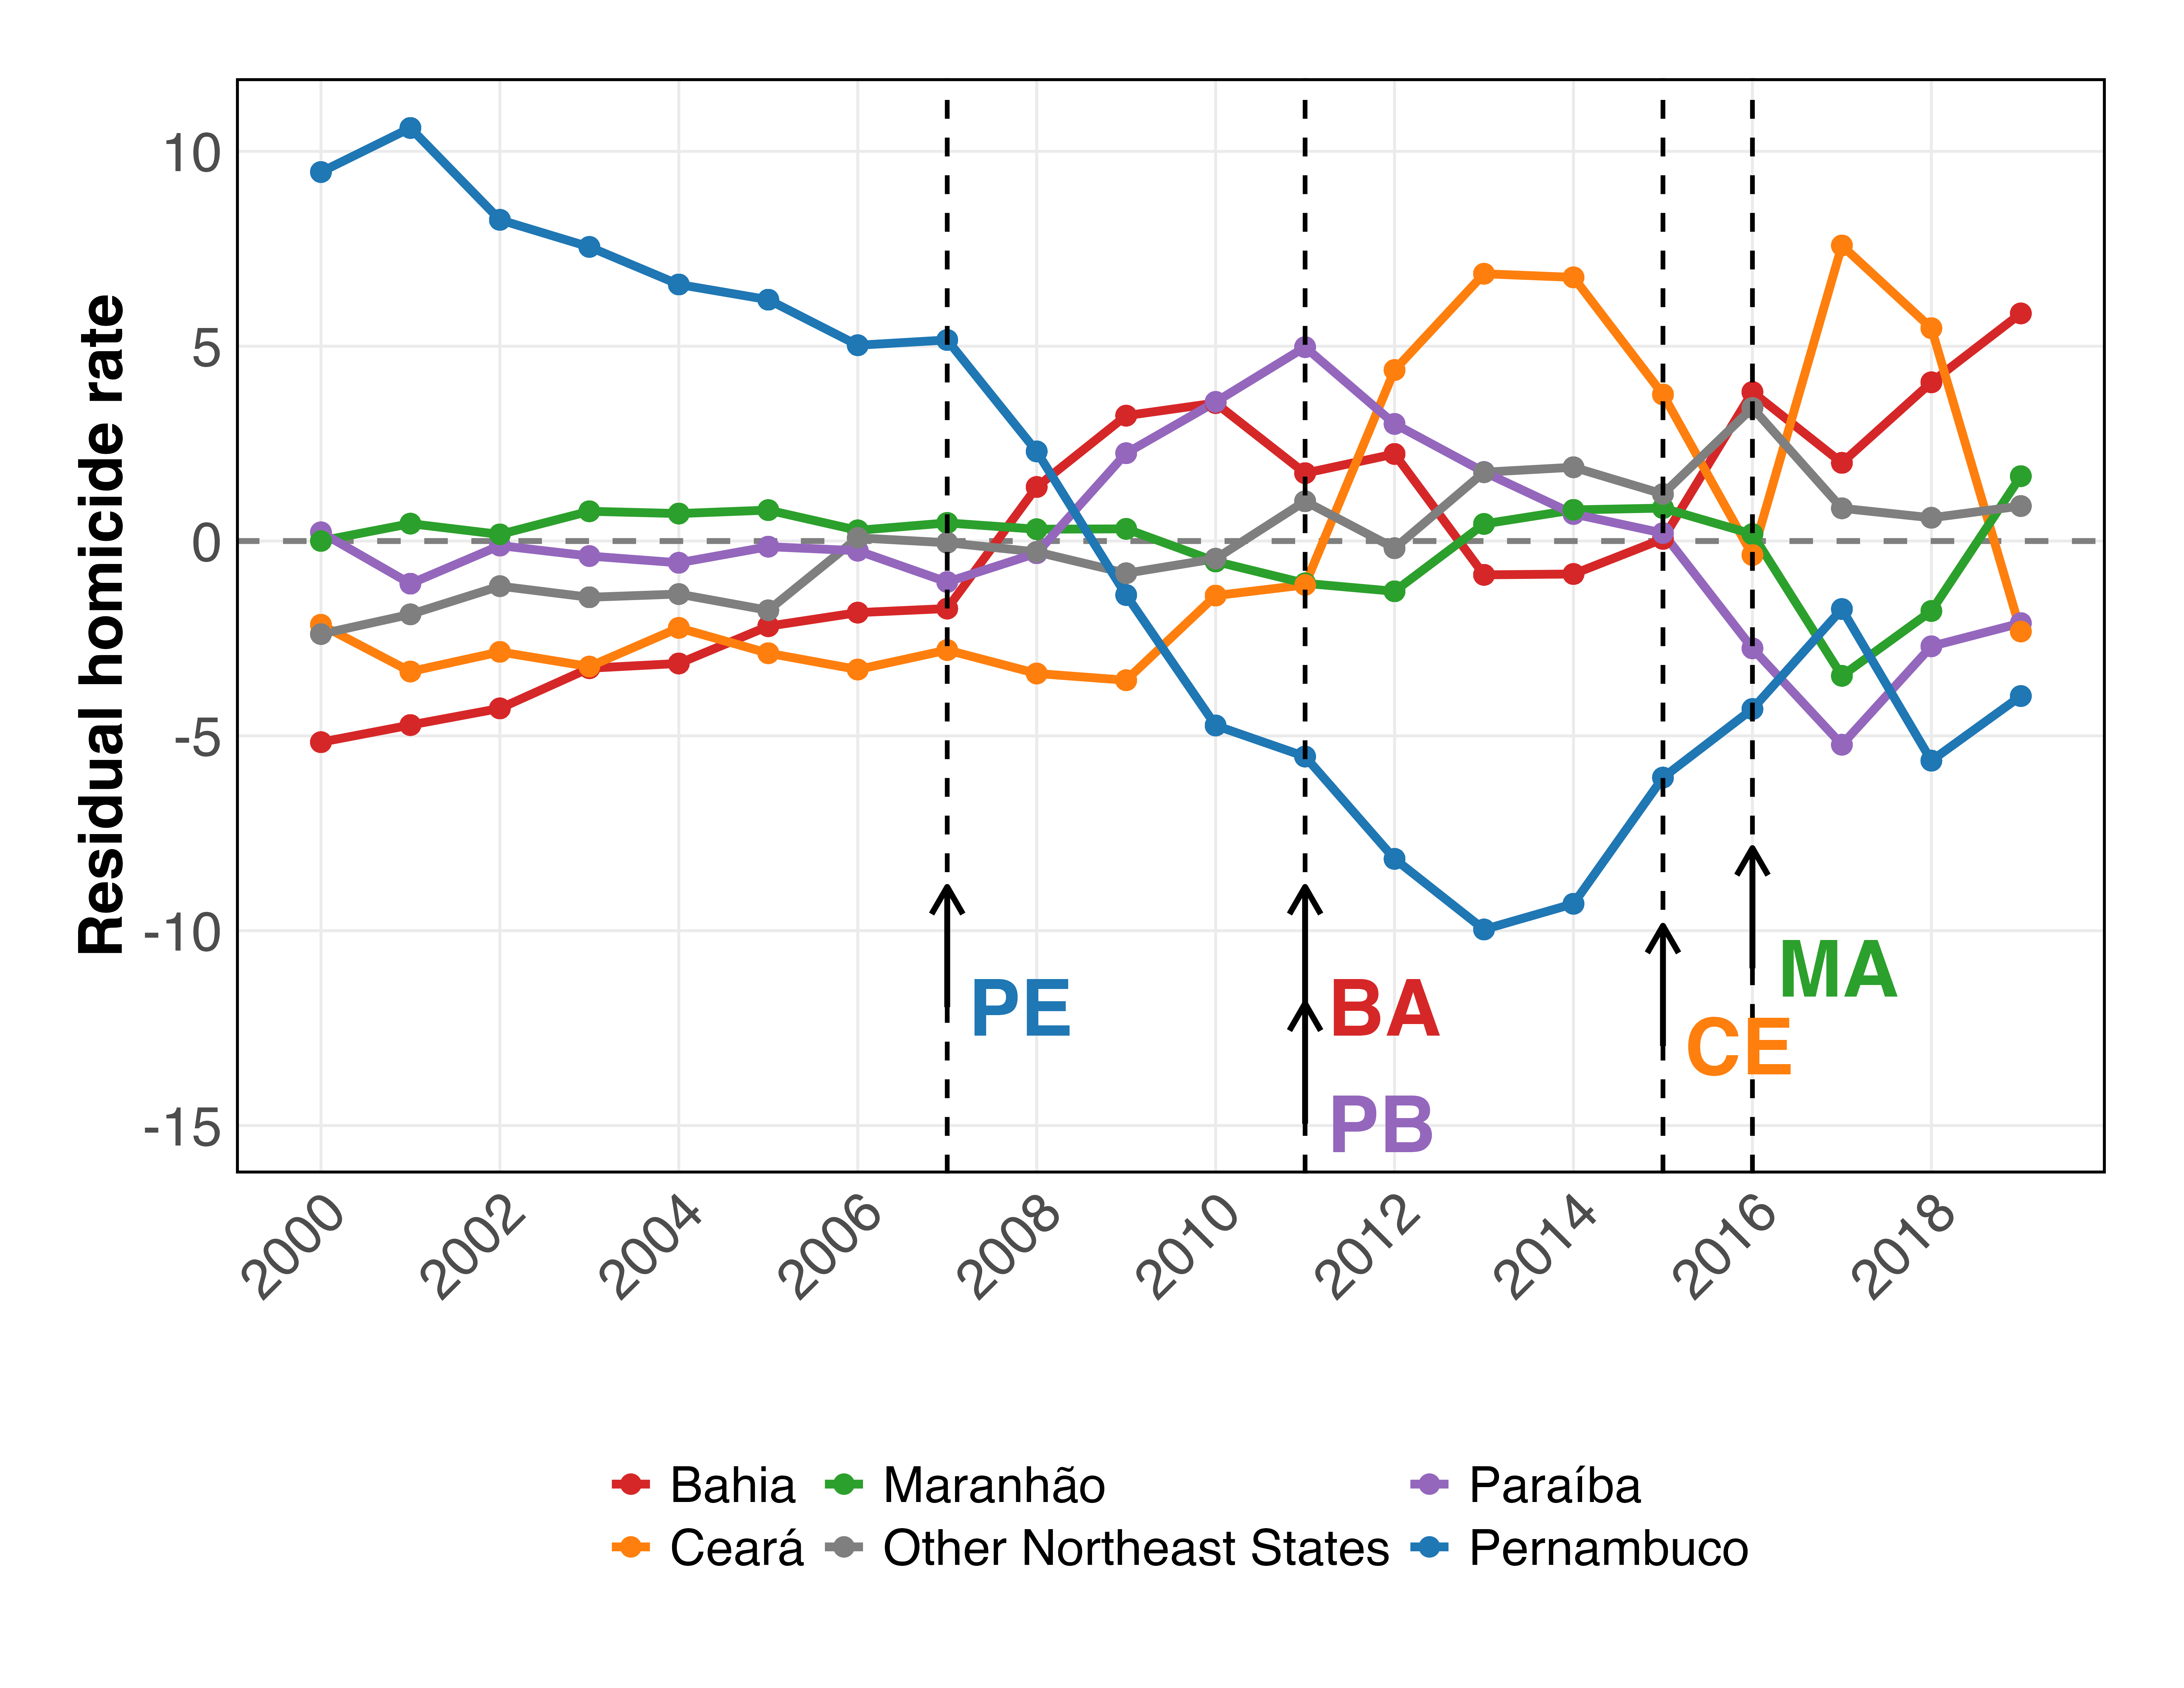 Residual homicide rate
10
5
0
-5
-10
-15
PE
BA
PB
CE
MA
2000
2002
2004
2006
2008
2010
2012
2014
2016
2018
Bahia Maranhão Paraíba
Ceará Other Northeast States Pernambuco